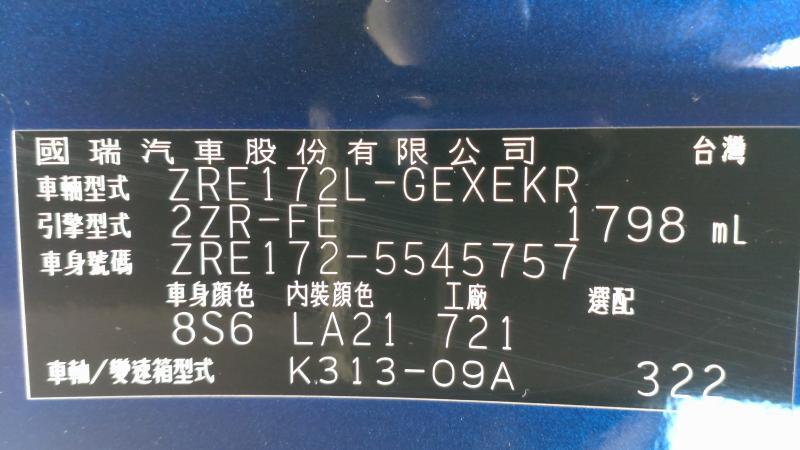 國瑞汽車股份有限公司 台灣
車輛型式 ZRE172L-GEXEKR
引擎型式 2ZR-FE 1798 mL
車身號碼 ZRE172-5545757
車身顏色 內裝顏色 工廠 選配
8S6 LA21 721
車軸/變速箱型式 K313-09A 322